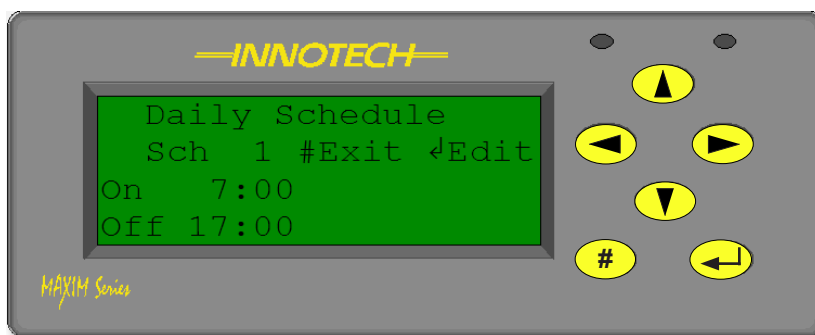 INNOTECH
Daily Schedule
Sch 1 #Exit ↲Edit
On 7:00
Off 17:00
#
MAXIM Series